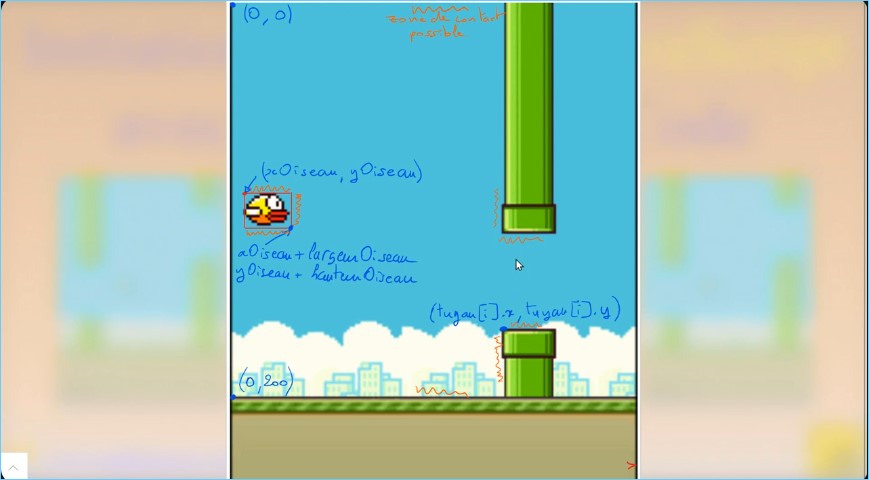 (0, 0)
zone de contact
possible
(xOiseau, yOiseau)
xOiseau + largeurOiseau
yOiseau + hauteurOiseau
(tuyau[i].x, tuyau[i].y)
(0, 200)